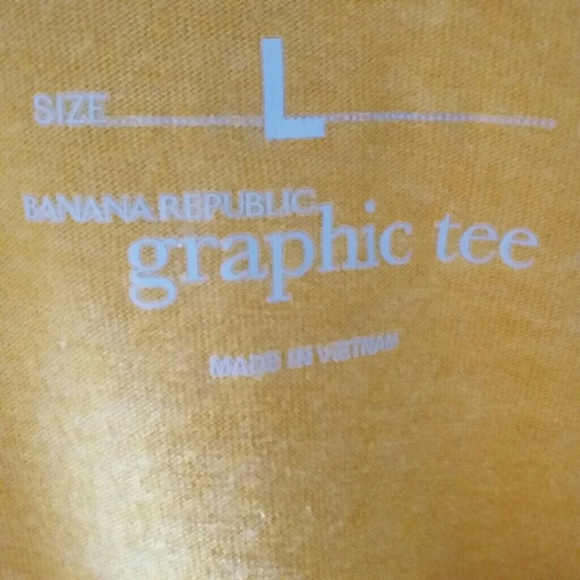 SIZE L
BANANA REPUBLIC
graphic tee
MADE IN VIETNAM